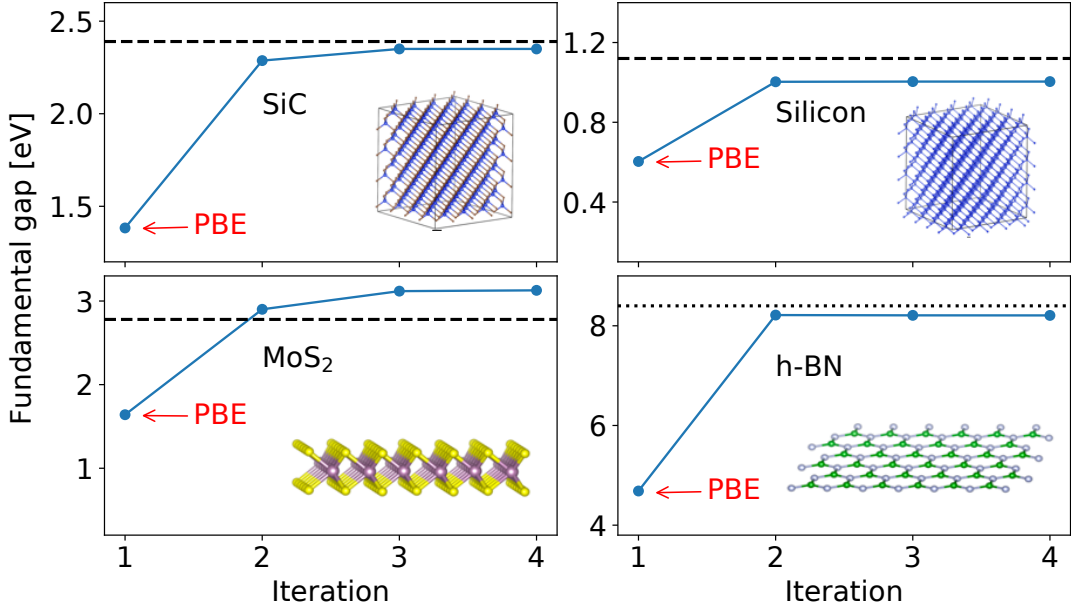 Fundamental gap [eV]
2.5
2.0
1.5
SiC
PBE
1.2
0.8
0.4
Silicon
PBE
3
2
1
MoS₂
PBE
1 2 3 4
Iteration
8
6
4
h-BN
PBE
1 2 3 4
Iteration